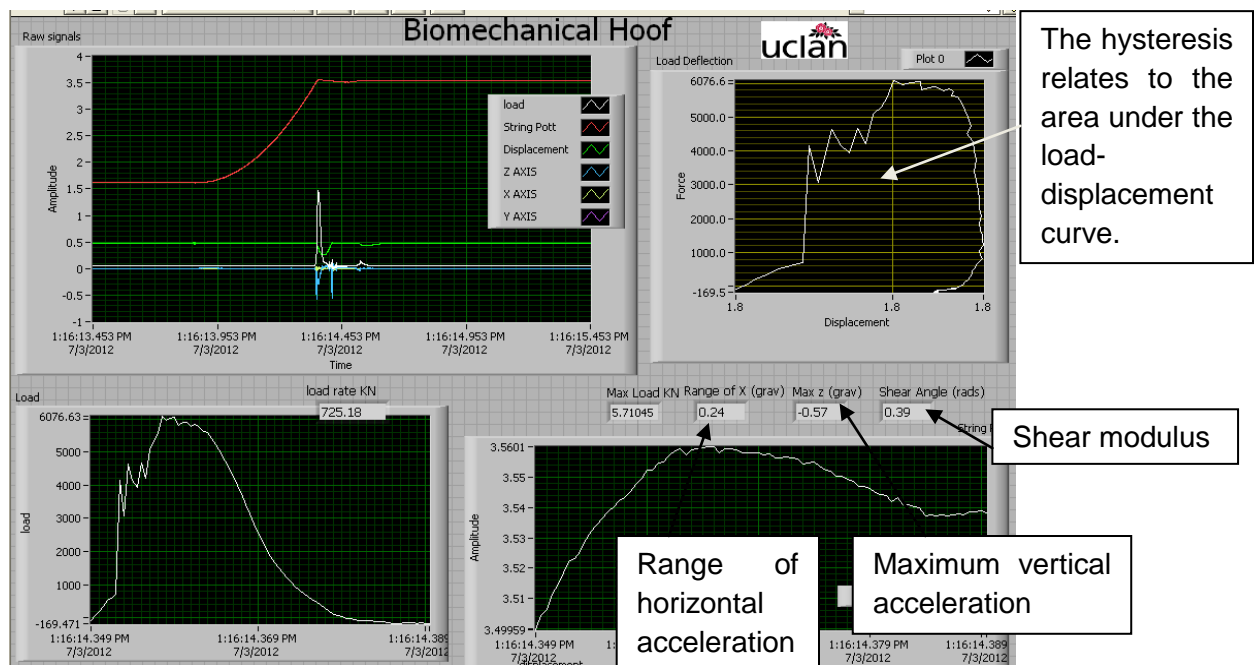 Biomechanical Hoof
uclan
Raw signals
4
3.5
3
2.5
2
1.5
1
0.5
0
-0.5
-1
Amplitude
1:16:13.453 PM 1:16:13.953 PM 1:16:14.453 PM 1:16:14.953 PM 1:16:15.453 PM
7/3/2012 7/3/2012 7/3/2012 7/3/2012 7/3/2012
Time
load
String Pott
Displacement
Z AXIS
X AXIS
Y AXIS
Load Deflection
Plot 0
6076.6
5000.0
4000.0
3000.0
2000.0
1000.0
-169.5
Force
1.8 1.8 1.8
Displacement
The hysteresis
relates to the
area under the
load-
displacement
curve.
Load
load rate KN
725.18
6076.63
5000
4000
3000
2000
1000
-169.471
load
1:16:14.349 PM 1:16:14.369 PM 1:16:14.389
7/3/2012 7/3/2012 7/3/2012
Max Load KN Range of X (grav) Max z (grav) Shear Angle (rads)
5.71045 0.24 -0.57 0.39
Shear modulus
3.5601
3.55
3.54
3.53
3.52
3.51
3.49959
Amplitude
1:16:14.349 PM 1:16:14.379 PM 1:16:14.389
7/3/2012 7/3/2012 7/3/2012
displacement
Range of
horizontal
acceleration
Maximum vertical
acceleration